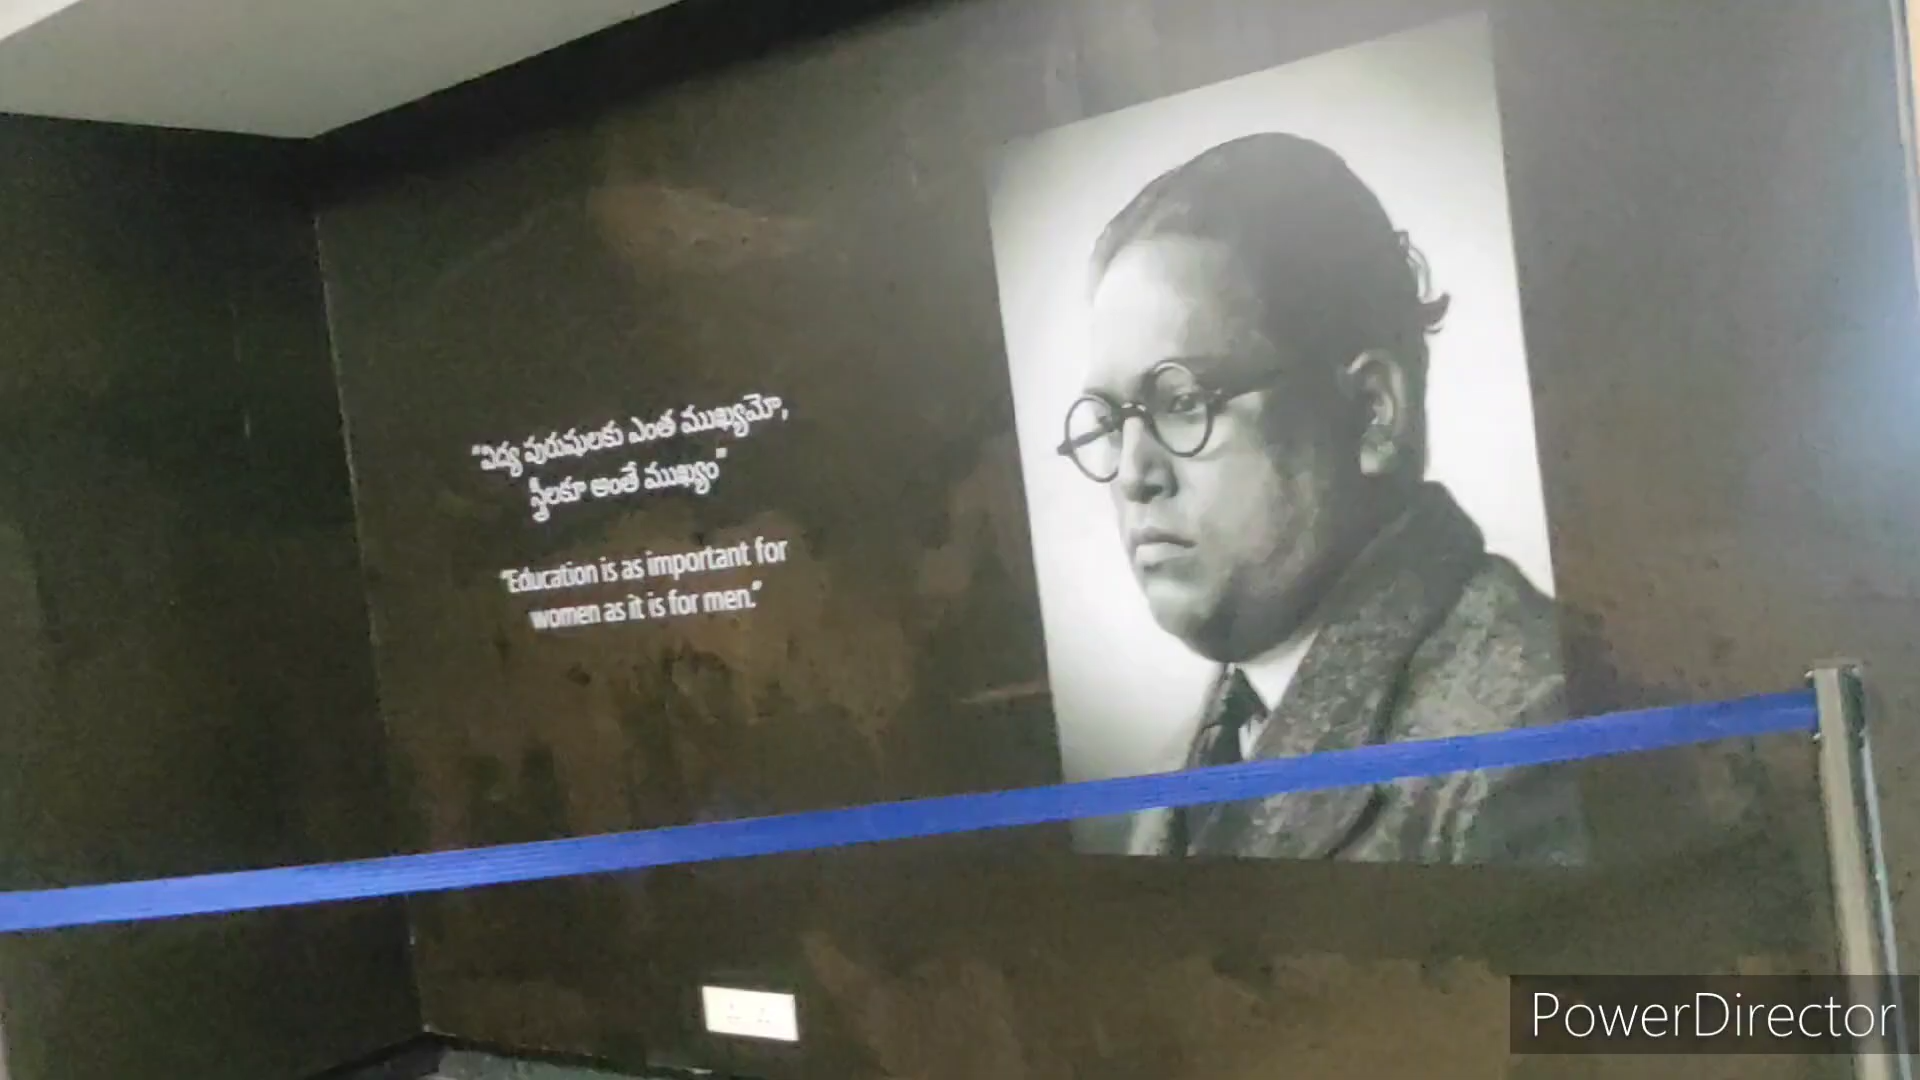 "విద్య పురుషులకు ఎంత ముఖ్యమో,
స్త్రీలకూ అంతే ముఖ్యం"
"Education is as important for
women as it is for men."
PowerDirector